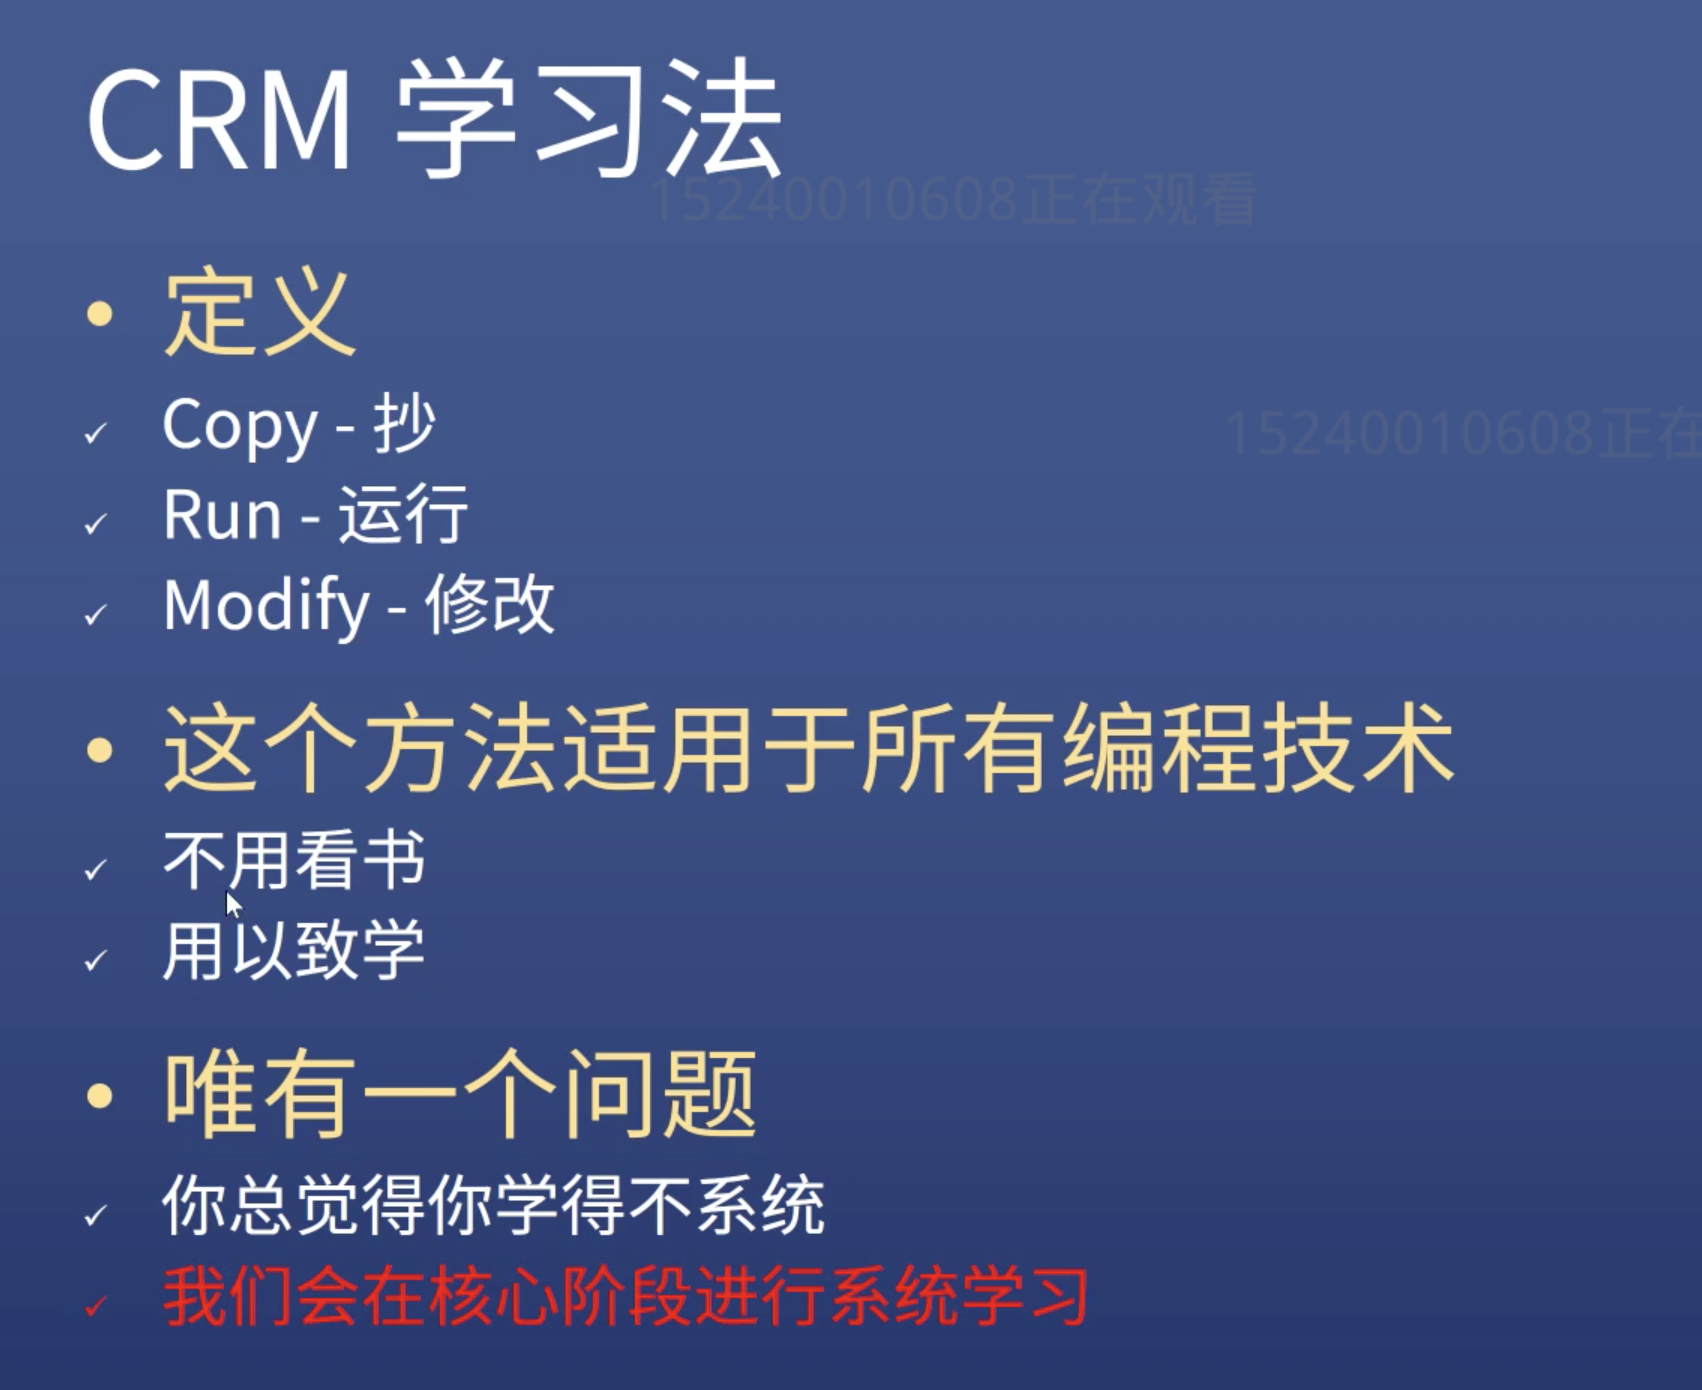 CRM 学习法
15240010608正在观看
• 定义
✓ Copy - 抄
15240010608正在
✓ Run - 运行
✓ Modify - 修改
• 这个方法适用于所有编程技术
✓ 不用看书
✓ 用以致学
• 唯有一个问题
✓ 你总觉得你学得不系统
✓ 我们会在核心阶段进行系统学习